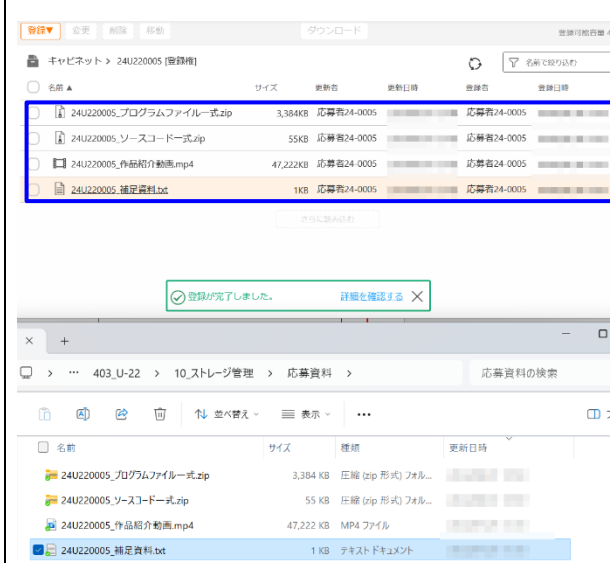 登録▼ 変更 削除 移動 ダウンロード 登録可能容量 4
キャビネット > 24U220005 [登録権] 名前で絞り込む
名前▲ サイズ 更新者 更新日時 登録者 登録日時
24U220005_プログラムファイル一式.zip 3,384KB 応募者24-0005 応募者24-0005
24U220005_ソースコード一式.zip 55KB 応募者24-0005 応募者24-0005
24U220005_作品紹介動画.mp4 47,222KB 応募者24-0005 応募者24-0005
24U220005_補足資料.txt 1KB 応募者24-0005 応募者24-0005
さらに読み込む
登録が完了しました。 詳細を確認する
403_U-22 > 10_ストレージ管理 > 応募資料 > 応募資料の検索
並べ替え 表示
名前 サイズ 種類 更新日時
24U220005_プログラムファイル一式.zip 3,384 KB 圧縮 (zip 形式) フォル...
24U220005_ソースコード一式.zip 55 KB 圧縮 (zip 形式) フォル...
24U220005_作品紹介動画.mp4 47,222 KB MP4 ファイル
24U220005_補足資料.txt 1 KB テキスト ドキュメント